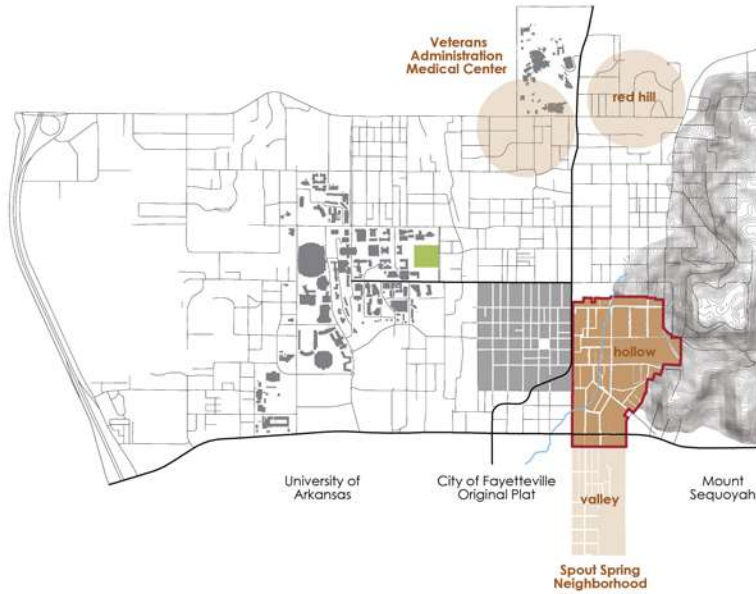 Veterans
Administration
Medical Center
red hill
hollow
University of
Arkansas
City of Fayetteville
Original Plat
Mount
Sequoyah
valley
Spout Spring
Neighborhood